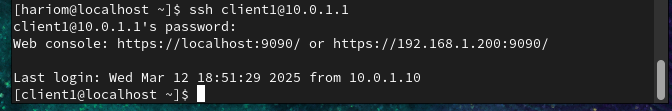 [hariom@localhost ~]$ ssh client1@10.0.1.1
client1@10.0.1.1's password:
Web console: https://localhost:9090/ or https://192.168.1.200:9090/
Last login: Wed Mar 12 18:51:29 2025 from 10.0.1.10
[client1@localhost ~]$